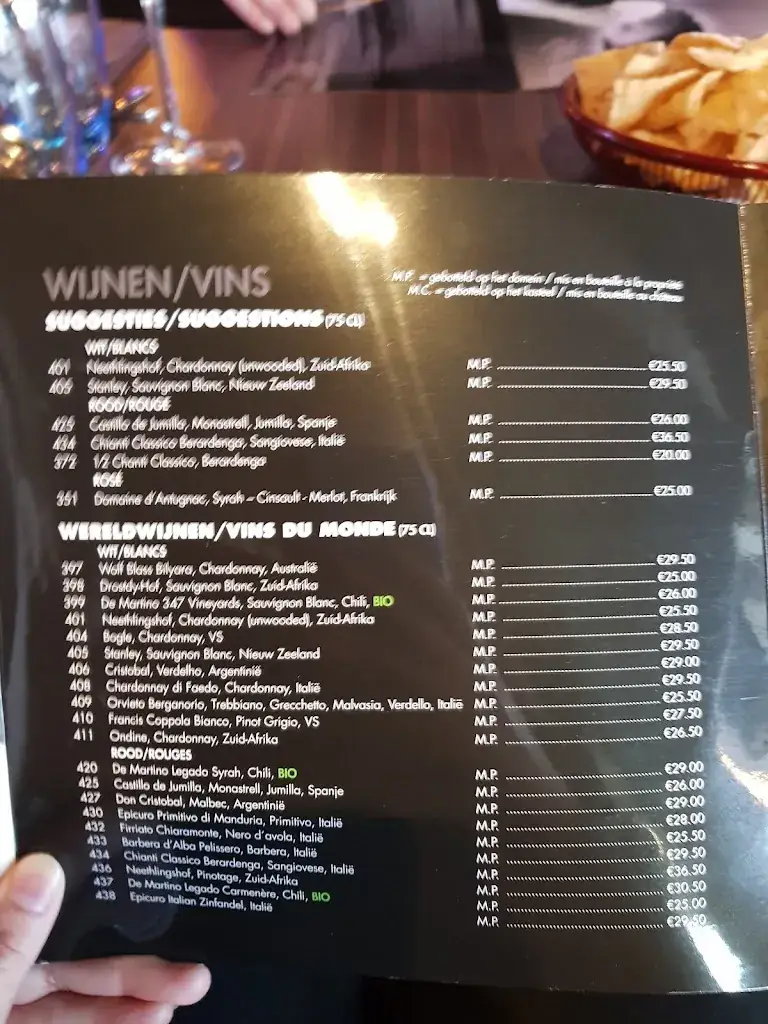 WIJNEN/VINS
M.P. = gebotteld op het domein / mis en bouteille à la propriété
M.C. = gebotteld op het kasteel / mis en bouteille au château
SUGGESTIES/SUGGESTIONS (75 Cl)
WIT/BLANCS
401 Neethlingshof, Chardonnay (unwooded), Zuid-Afrika M.P. €25.50
405 Stanley, Sauvignon Blanc, Nieuw Zeeland M.P. €29.50
ROOD/ROUGE
425 Castillo de Jumilla, Monastrell, Jumilla, Spanje M.P. €26.00
434 Chianti Classico Berardenga, Sangiovese, Italië M.P. €36.50
372 1/2 Chanti Classico, Berardenga M.P. €20.00
ROSÉ
351 Domaine d'Antugnac, Syrah – Cinsault - Merlot, Frankrijk M.P. €25.00
WERELDWIJNEN/VINS DU MONDE (75 Cl)
WIT/BLANCS
397 Wolf Blass Bilyara, Chardonnay, Australië M.P. €29.50
398 Drostdy-Hof, Sauvignon Blanc, Zuid-Afrika M.P. €25.00
399 De Martino 347 Vineyards, Sauvignon Blanc, Chili, BIO M.P. €26.00
401 Neethlingshof, Chardonnay (unwooded), Zuid-Afrika M.P. €25.50
404 Bogle, Chardonnay, VS M.P. €28.50
405 Stanley, Sauvignon Blanc, Nieuw Zeeland M.P. €29.50
406 Cristobal, Verdelho, Argentinië M.P. €29.00
408 Chardonnay di Faedo, Chardonnay, Italië M.P. €29.50
409 Orvieto Berganorio, Trebbiano, Grecchetto, Malvasia, Verdello, Italië M.P. €25.50
410 Francis Coppola Bianco, Pinot Grigio, VS M.P. €27.50
411 Ondine, Chardonnay, Zuid-Afrika M.P. €26.50
ROOD/ROUGES
420 De Martino Legado Syrah, Chili, BIO M.P. €29.00
425 Castillo de Jumilla, Monastrell, Jumilla, Spanje M.P. €26.00
427 Don Cristobal, Malbec, Argentinië M.P. €29.00
430 Epicuro Primitivo di Manduria, Primitivo, Italië M.P. €28.00
432 Firriato Chiaramonte, Nero d'avola, Italië M.P. €25.50
433 Barbera d'Alba Pelissero, Barbera, Italië M.P. €29.50
434 Chianti Classico Berardenga, Sangiovese, Italië M.P. €36.50
436 Neethlingshof, Pinotage, Zuid-Afrika M.P. €30.50
437 De Martino Legado Carmenère, Chili, BIO M.P. €25.00
438 Epicuro Italian Zinfandel, Italië M.P. €29.50